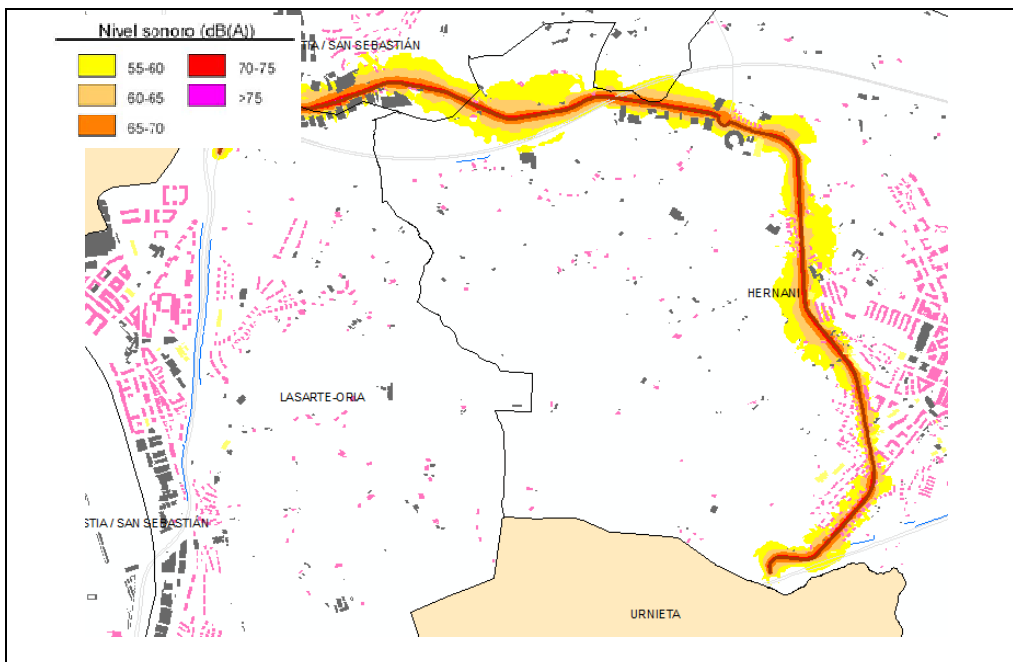 Nivel sonoro (dB(A))
55-60
70-75
60-65
>75
65-70
TIA / SAN SEBASTIÁN
HERNANI
LASARTE-ORIA
STIA / SAN SEBASTIÁN
URNIETA